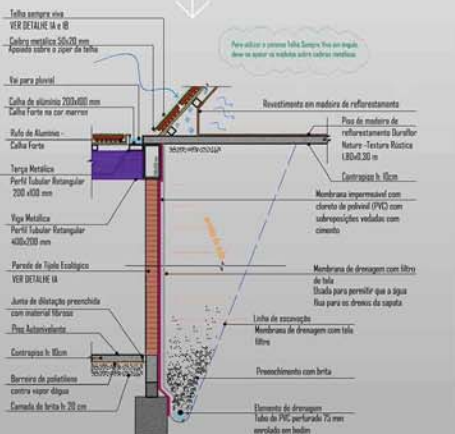 Telha sempre viva
VER DETALHE 1A e 1B
Caibro metálico 50x20 mm
Apoiado sobre o zíper da telha
Vai para pluvial
Calha de alumínio 200x100 mm
Calha Forte na cor marron
Rufo de Alumínio -
Calha Forte
Terça Metálica
Perfil Tubular Retangular
200 x100 mm
Viga Metálica
Perfil Tubular Retangular
400x200 mm
Parede de Tijolo Ecológico
VER DETALHE 1A
Junta de dilatação preenchida
com material fibroso
Piso Autonivelante
Contrapiso h: 10cm
Barreira de polietileno
contra vapor d'água
Camada de brita h: 20 cm
Para utilizar o sistema Telha Sempre Viva em ângulo
deve-se apoiar os módulos sobre caibros metálicos
Revestimento em madeira de reflorestamento
Piso de madeira de
reflorestamento Duraflor
Nature -Textura Rústica
1,80x0,30 m
Contrapiso h: 10cm
Membrana impermeável com
cloreto de polivinil (PVC) com
sobreposições vedadas com
cimento
Membrana de drenagem com filtro
de tela
Usada para permitir que a água
flua para os drenos da sapata
Linha de escavação
Membrana de drenagem com tela
filtro
Preenchimento com brita
Elemento de drenagem
Tubo de PVC perfurado 75 mm
enrolado em bedim